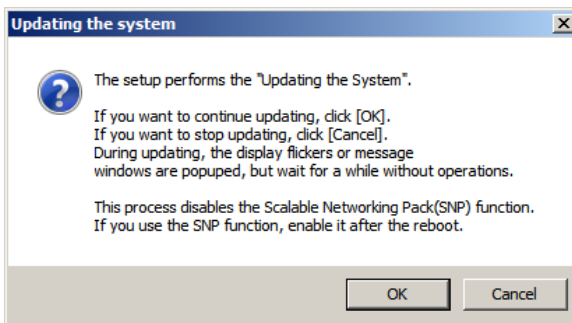 Updating the system
The setup performs the "Updating the System".
If you want to continue updating, click [OK].
If you want to stop updating, click [Cancel].
During updating, the display flickers or message
windows are popuped, but wait for a while without operations.
This process disables the Scalable Networking Pack(SNP) function.
If you use the SNP function, enable it after the reboot.
OK
Cancel